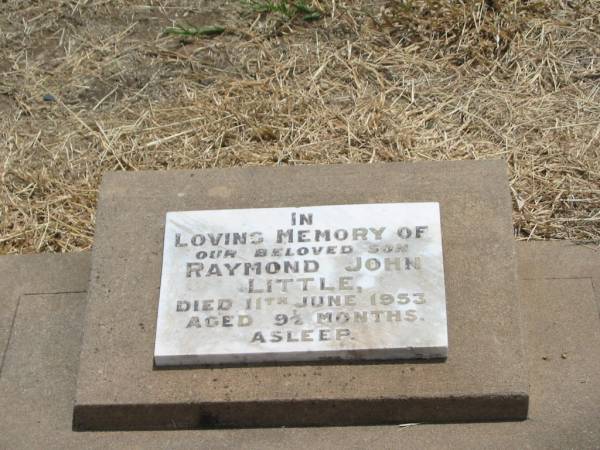 IN
LOVING MEMORY OF
OUR BELOVED SON
RAYMOND JOHN
LITTLE,
DIED 11TH JUNE 1953
AGED 9½ MONTHS.
ASLEEP.